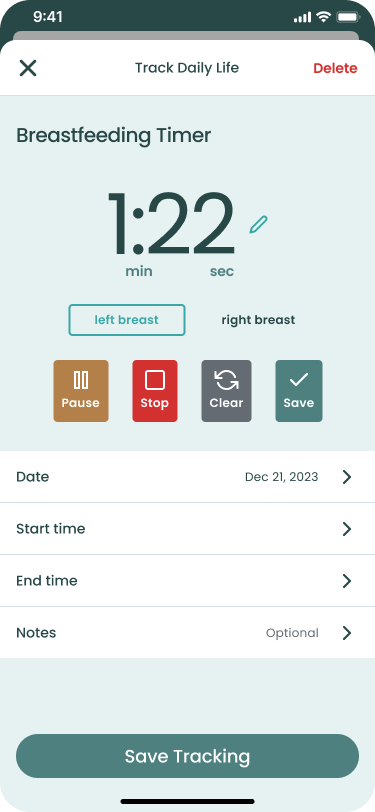 9:41
Track Daily Life
Delete
Breastfeeding Timer
1:22
min sec
left breast right breast
Pause Stop Clear Save
Date Dec 21, 2023
Start time
End time
Notes Optional
Save Tracking